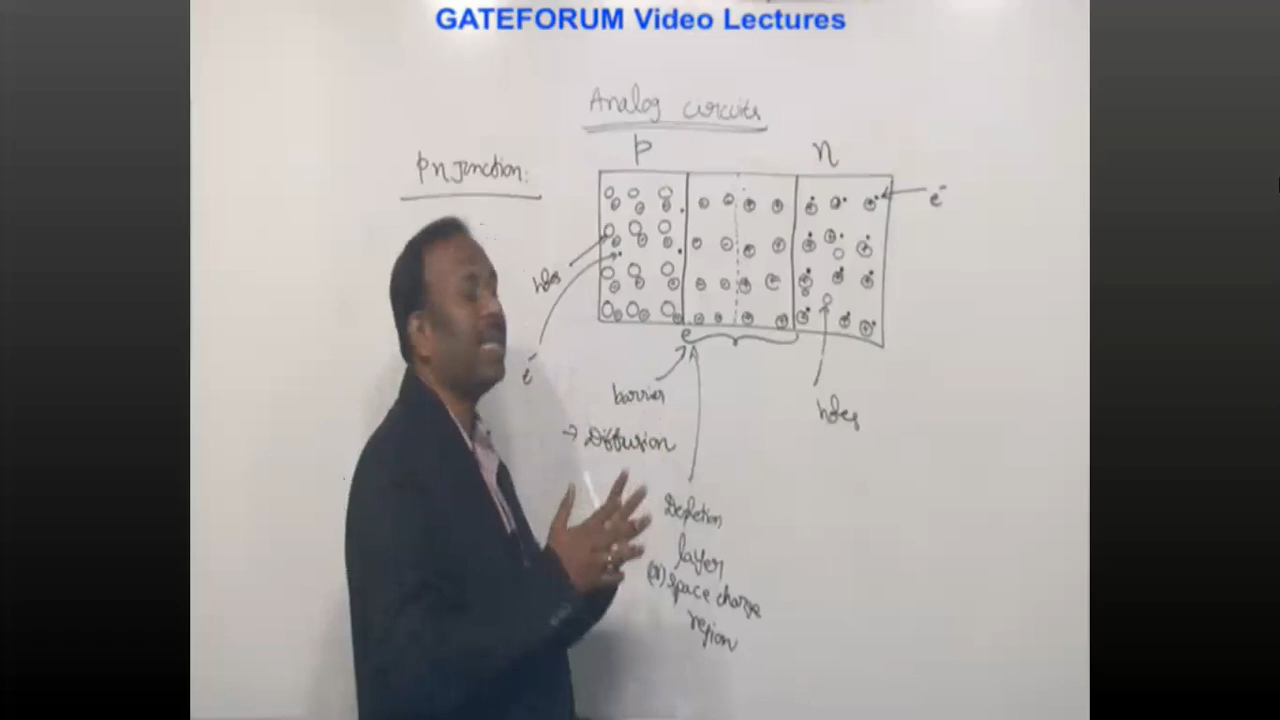 GATEFORUM Video Lectures
Analog circuits
p n
pn junction:
e⁻
holes
e⁻
barrier
holes
→ Diffusion
Depletion
layer
(or) space charge
region